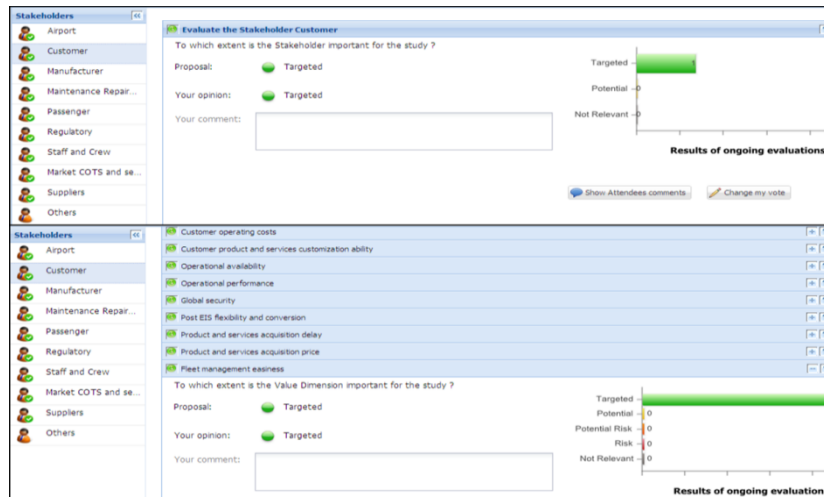 Stakeholders
Airport
Customer
Manufacturer
Maintenance Repair...
Passenger
Regulatory
Staff and Crew
Market COTS and se...
Suppliers
Others
Evaluate the Stakeholder Customer
To which extent is the Stakeholder important for the study ?
Proposal: Targeted
Your opinion: Targeted
Your comment:
Targeted 1
Potential 0
Not Relevant 0
Results of ongoing evaluations
Show Attendees comments Change my vote
Stakeholders
Airport
Customer
Manufacturer
Maintenance Repair...
Passenger
Regulatory
Staff and Crew
Market COTS and se...
Suppliers
Others
Customer operating costs
Customer product and services customization ability
Operational availability
Operational performance
Global security
Post EIS flexibility and conversion
Product and services acquisition delay
Product and services acquisition price
Fleet management easiness
To which extent is the Value Dimension important for the study ?
Proposal: Targeted
Your opinion: Targeted
Your comment:
Targeted
Potential 0
Potential Risk 0
Risk 0
Not Relevant 0
Results of ongoing evaluation